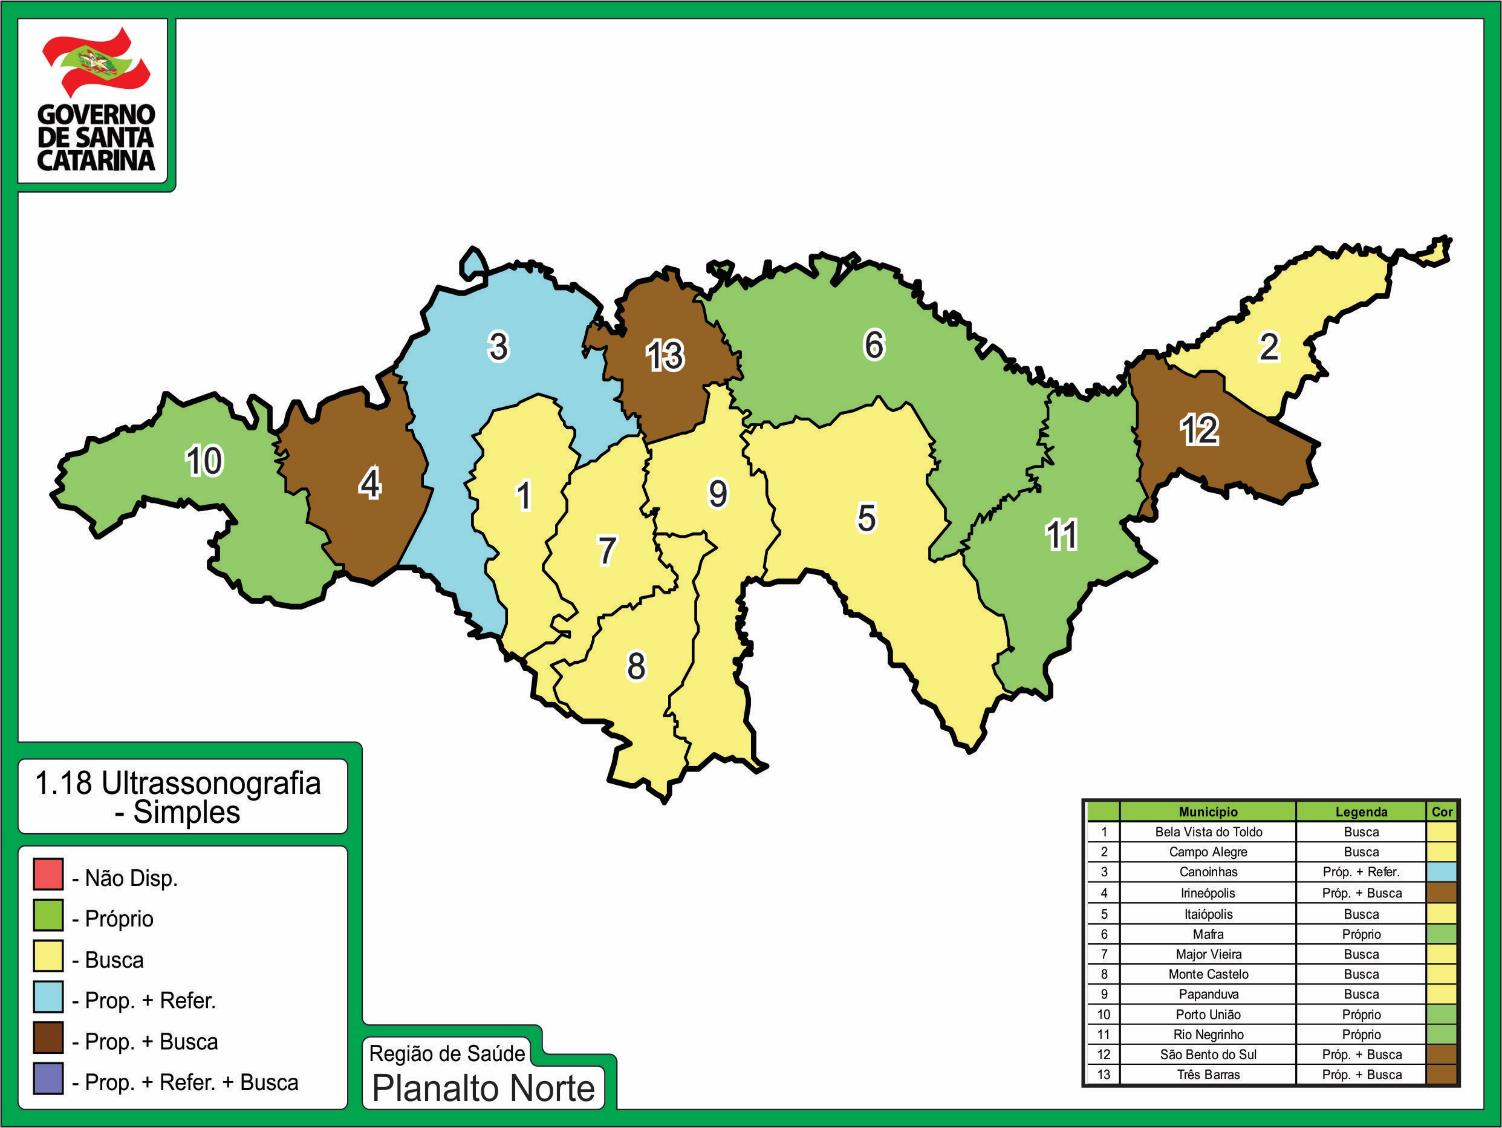 GOVERNO
DE SANTA
CATARINA
2
3
13
6
12
10
4
1
9
5
11
7
8
1.18 Ultrassonografia
- Simples
- Não Disp.
- Próprio
- Busca
- Prop. + Refer.
- Prop. + Busca
- Prop. + Refer. + Busca
Região de Saúde
Planalto Norte
Município Legenda Cor
1 Bela Vista do Toldo Busca
2 Campo Alegre Busca
3 Canoinhas Próp. + Refer.
4 Irineópolis Próp. + Busca
5 Itaiópolis Busca
6 Mafra Próprio
7 Major Vieira Busca
8 Monte Castelo Busca
9 Papanduva Busca
10 Porto União Próprio
11 Rio Negrinho Próprio
12 São Bento do Sul Próp. + Busca
13 Três Barras Próp. + Busca